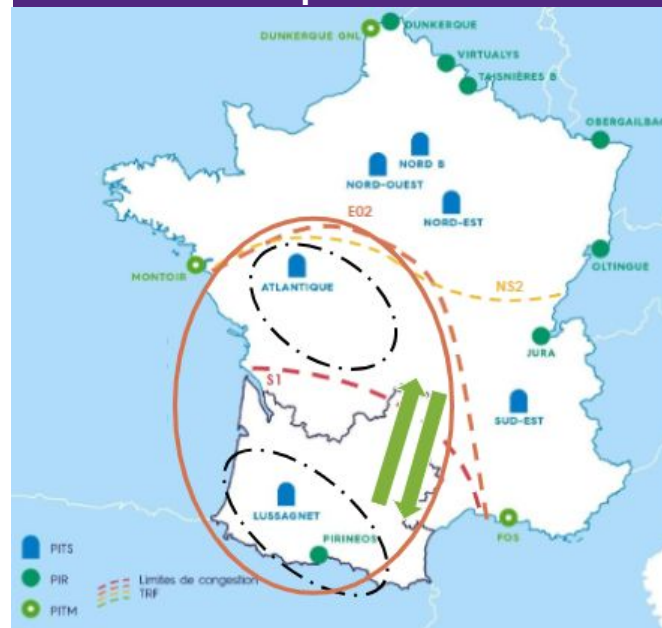 DUNKERQUE GNL
DUNKERQUE
VIRTUALYS
TAISNIÈRES B
OBERGAILBAC
NORD B
NORD-OUEST
NORD-EST
E02
MONTOIR
ATLANTIQUE
NS2
OLTINGUE
JURA
S1
SUD-EST
LUSSAGNET
PIRINEOS
FOS
PITS
PIR
PITM
Limites de congestion
TRF